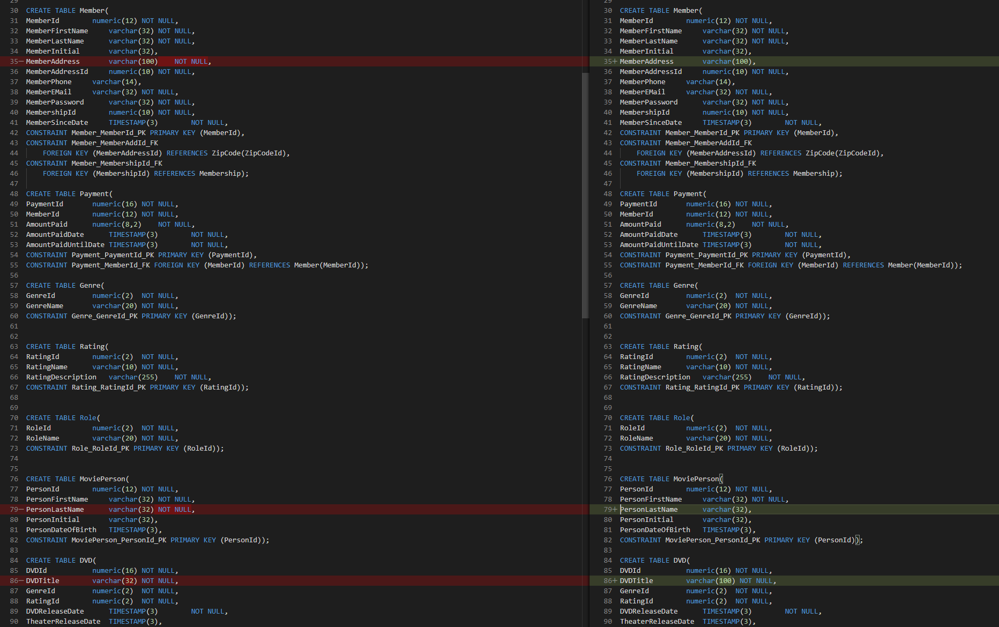 29
30 CREATE TABLE Member(
31 MemberId numeric(12) NOT NULL,
32 MemberFirstName varchar(32) NOT NULL,
33 MemberLastName varchar(32) NOT NULL,
34 MemberInitial varchar(32),
35− MemberAddress varchar(100) NOT NULL,
36 MemberAddressId numeric(10) NOT NULL,
37 MemberPhone varchar(14),
38 MemberEMail varchar(32) NOT NULL,
39 MemberPassword varchar(32) NOT NULL,
40 MembershipId numeric(10) NOT NULL,
41 MemberSinceDate TIMESTAMP(3) NOT NULL,
42 CONSTRAINT Member_MemberId_PK PRIMARY KEY (MemberId),
43 CONSTRAINT Member_MemberAddId_FK
44 FOREIGN KEY (MemberAddressId) REFERENCES ZipCode(ZipCodeId),
45 CONSTRAINT Member_MembershipId_FK
46 FOREIGN KEY (MembershipId) REFERENCES Membership);
47
48 CREATE TABLE Payment(
49 PaymentId numeric(16) NOT NULL,
50 MemberId numeric(12) NOT NULL,
51 AmountPaid numeric(8,2) NOT NULL,
52 AmountPaidDate TIMESTAMP(3) NOT NULL,
53 AmountPaidUntilDate TIMESTAMP(3) NOT NULL,
54 CONSTRAINT Payment_PaymentId_PK PRIMARY KEY (PaymentId),
55 CONSTRAINT Payment_MemberId_FK FOREIGN KEY (MemberId) REFERENCES Member(MemberId));
56
57 CREATE TABLE Genre(
58 GenreId numeric(2) NOT NULL,
59 GenreName varchar(20) NOT NULL,
60 CONSTRAINT Genre_GenreId_PK PRIMARY KEY (GenreId));
61
62
63 CREATE TABLE Rating(
64 RatingId numeric(2) NOT NULL,
65 RatingName varchar(10) NOT NULL,
66 RatingDescription varchar(255) NOT NULL,
67 CONSTRAINT Rating_RatingId_PK PRIMARY KEY (RatingId));
68
69
70 CREATE TABLE Role(
71 RoleId numeric(2) NOT NULL,
72 RoleName varchar(20) NOT NULL,
73 CONSTRAINT Role_RoleId_PK PRIMARY KEY (RoleId));
74
75
76 CREATE TABLE MoviePerson(
77 PersonId numeric(12) NOT NULL,
78 PersonFirstName varchar(32) NOT NULL,
79− PersonLastName varchar(32) NOT NULL,
80 PersonInitial varchar(32),
81 PersonDateOfBirth TIMESTAMP(3),
82 CONSTRAINT MoviePerson_PersonId_PK PRIMARY KEY (PersonId));
83
84 CREATE TABLE DVD(
85 DVDId numeric(16) NOT NULL,
86− DVDTitle varchar(32) NOT NULL,
87 GenreId numeric(2) NOT NULL,
88 RatingId numeric(2) NOT NULL,
89 DVDReleaseDate TIMESTAMP(3) NOT NULL,
90 TheaterReleaseDate TIMESTAMP(3),
29
30 CREATE TABLE Member(
31 MemberId numeric(12) NOT NULL,
32 MemberFirstName varchar(32) NOT NULL,
33 MemberLastName varchar(32) NOT NULL,
34 MemberInitial varchar(32),
35+ MemberAddress varchar(100),
36 MemberAddressId numeric(10) NOT NULL,
37 MemberPhone varchar(14),
38 MemberEMail varchar(32) NOT NULL,
39 MemberPassword varchar(32) NOT NULL,
40 MembershipId numeric(10) NOT NULL,
41 MemberSinceDate TIMESTAMP(3) NOT NULL,
42 CONSTRAINT Member_MemberId_PK PRIMARY KEY (MemberId),
43 CONSTRAINT Member_MemberAddId_FK
44 FOREIGN KEY (MemberAddressId) REFERENCES ZipCode(ZipCodeId),
45 CONSTRAINT Member_MembershipId_FK
46 FOREIGN KEY (MembershipId) REFERENCES Membership);
47
48 CREATE TABLE Payment(
49 PaymentId numeric(16) NOT NULL,
50 MemberId numeric(12) NOT NULL,
51 AmountPaid numeric(8,2) NOT NULL,
52 AmountPaidDate TIMESTAMP(3) NOT NULL,
53 AmountPaidUntilDate TIMESTAMP(3) NOT NULL,
54 CONSTRAINT Payment_PaymentId_PK PRIMARY KEY (PaymentId),
55 CONSTRAINT Payment_MemberId_FK FOREIGN KEY (MemberId) REFERENCES Member(MemberId));
56
57 CREATE TABLE Genre(
58 GenreId numeric(2) NOT NULL,
59 GenreName varchar(20) NOT NULL,
60 CONSTRAINT Genre_GenreId_PK PRIMARY KEY (GenreId));
61
62
63 CREATE TABLE Rating(
64 RatingId numeric(2) NOT NULL,
65 RatingName varchar(10) NOT NULL,
66 RatingDescription varchar(255) NOT NULL,
67 CONSTRAINT Rating_RatingId_PK PRIMARY KEY (RatingId));
68
69
70 CREATE TABLE Role(
71 RoleId numeric(2) NOT NULL,
72 RoleName varchar(20) NOT NULL,
73 CONSTRAINT Role_RoleId_PK PRIMARY KEY (RoleId));
74
75
76 CREATE TABLE MoviePerson(
77 PersonId numeric(12) NOT NULL,
78 PersonFirstName varchar(32) NOT NULL,
79+ PersonLastName varchar(32),
80 PersonInitial varchar(32),
81 PersonDateOfBirth TIMESTAMP(3),
82 CONSTRAINT MoviePerson_PersonId_PK PRIMARY KEY (PersonId));
83
84 CREATE TABLE DVD(
85 DVDId numeric(16) NOT NULL,
86+ DVDTitle varchar(100) NOT NULL,
87 GenreId numeric(2) NOT NULL,
88 RatingId numeric(2) NOT NULL,
89 DVDReleaseDate TIMESTAMP(3) NOT NULL,
90 TheaterReleaseDate TIMESTAMP(3),